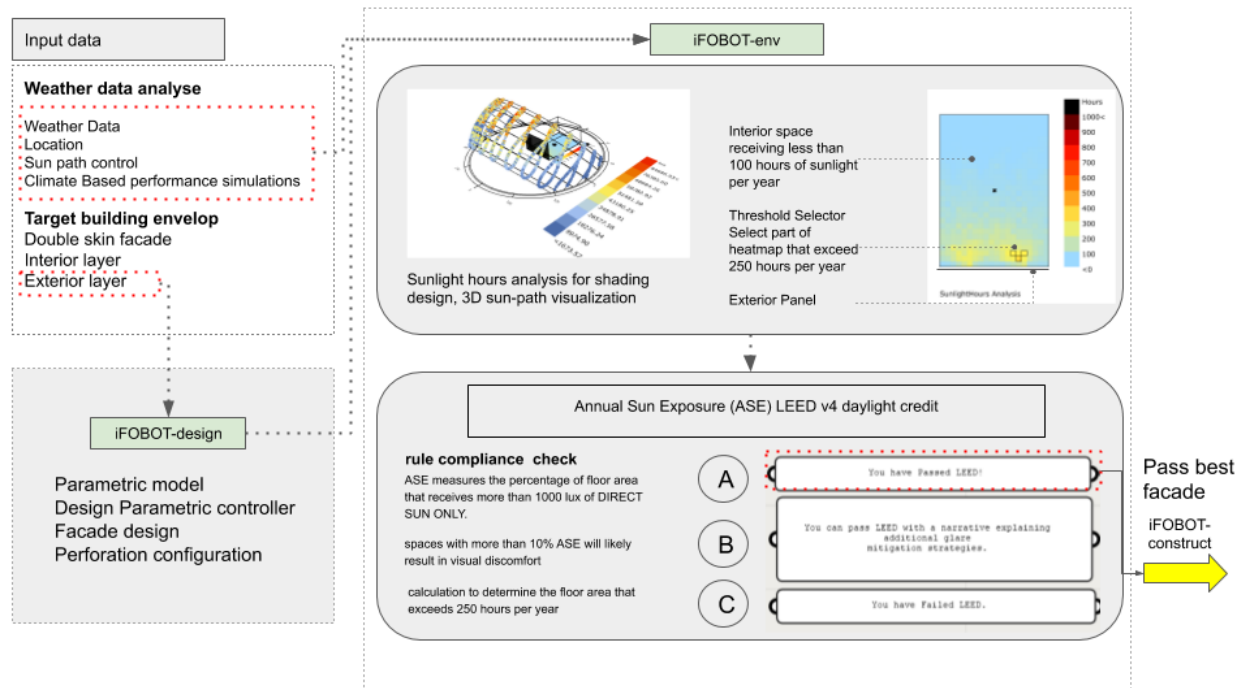 Input data
Weather data analyse
Weather Data
Location
Sun path control
Climate Based performance simulations
Target building envelop
Double skin facade
Interior layer
Exterior layer
iFOBOT-design
Parametric model
Design Parametric controller
Facade design
Perforation configuration
iFOBOT-env
Sunlight hours analysis for shading
design, 3D sun-path visualization
Interior space
receiving less than
100 hours of sunlight
per year
Threshold Selector
Select part of
heatmap that exceed
250 hours per year
Exterior Panel
Hours
1000<
900
800
700
600
500
400
300
200
100
<0
SunlightHours Analysis
Annual Sun Exposure (ASE) LEED v4 daylight credit
rule compliance check
ASE measures the percentage of floor area
that receives more than 1000 lux of DIRECT
SUN ONLY.
spaces with more than 10% ASE will likely
result in visual discomfort
calculation to determine the floor area that
exceeds 250 hours per year
A
You have Passed LEED!
B
You can pass LEED with a narrative explaining
additional glare
mitigation strategies.
C
You have Failed LEED.
Pass best
facade
iFOBOT-
construct